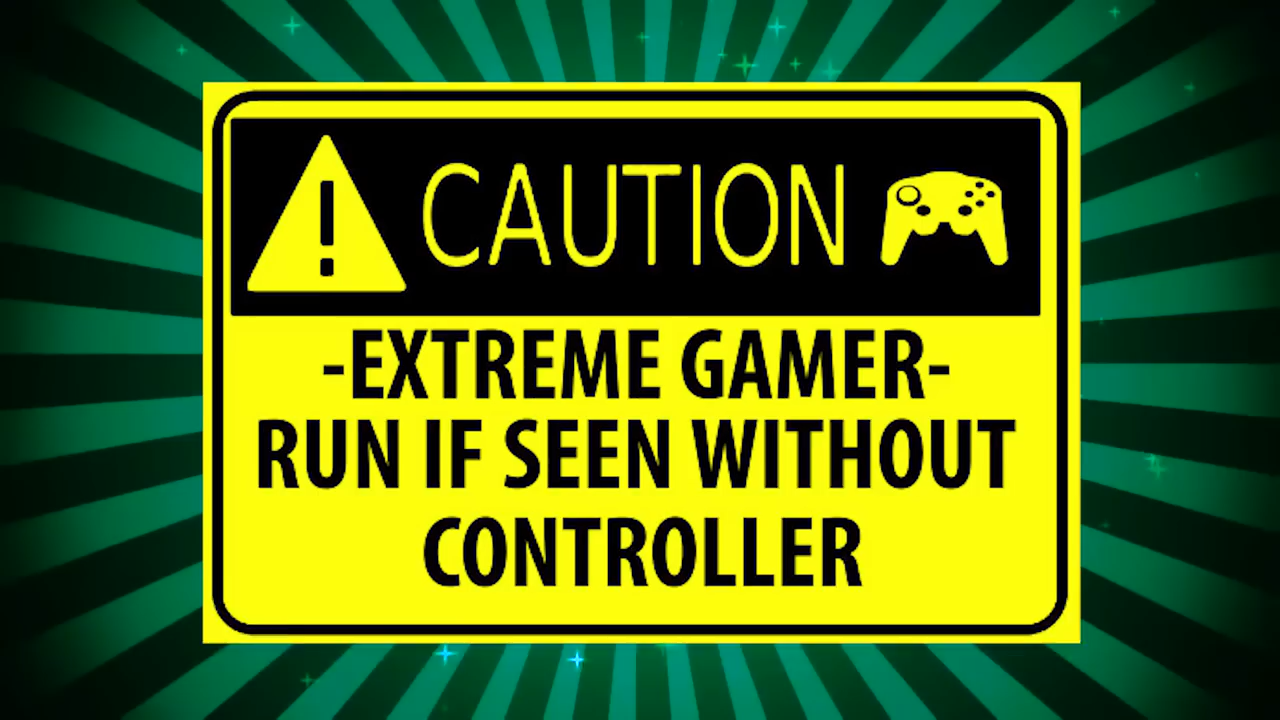 CAUTION
-EXTREME GAMER-
RUN IF SEEN WITHOUT
CONTROLLER